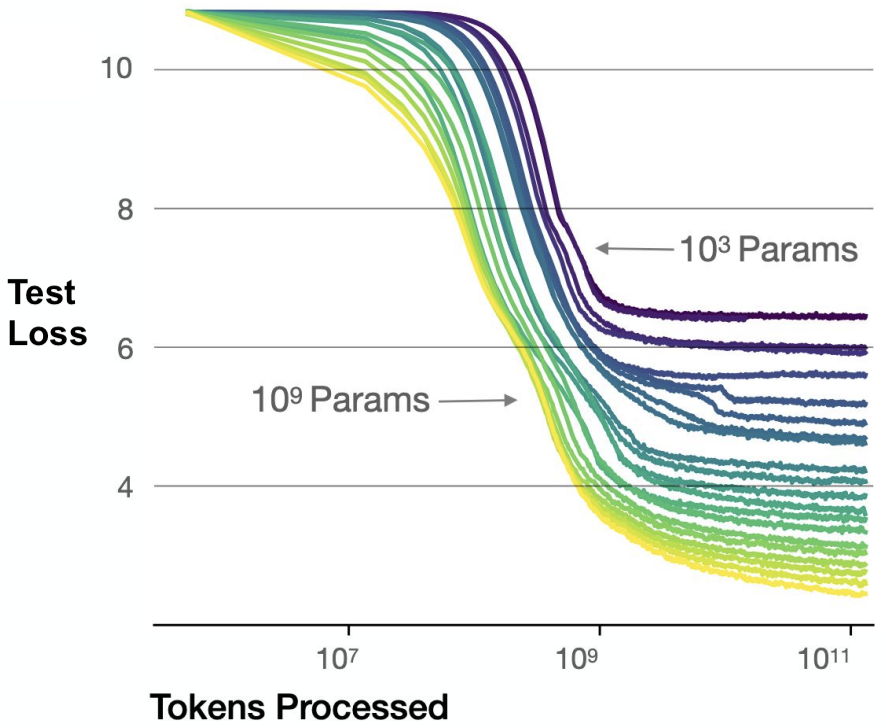 10
8
10³ Params
Test
Loss
6
10⁹ Params
4
10⁷
10⁹
10¹¹
Tokens Processed